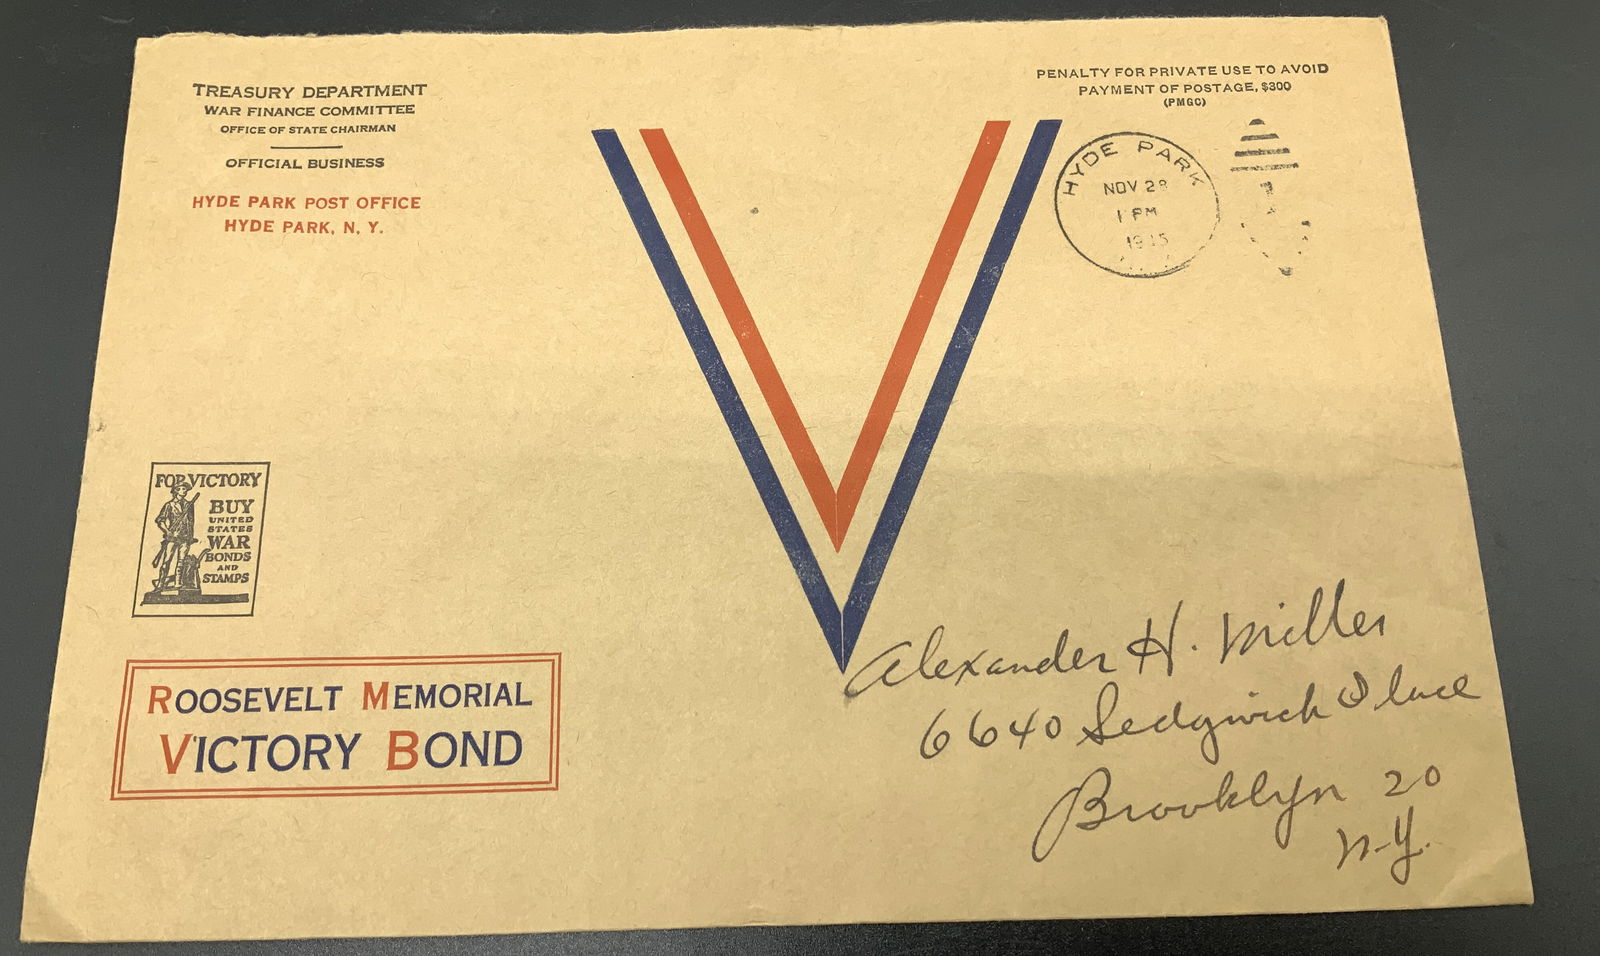 TREASURY DEPARTMENT
WAR FINANCE COMMITTEE
OFFICE OF STATE CHAIRMAN
OFFICIAL BUSINESS
HYDE PARK POST OFFICE
HYDE PARK, N. Y.
PENALTY FOR PRIVATE USE TO AVOID
PAYMENT OF POSTAGE, $300
(PMGC)
HYDE PARK
NOV 28
1 PM
1945
V
FOR VICTORY
BUY
UNITED
STATES
WAR
BONDS
AND
STAMPS
ROOSEVELT MEMORIAL
VICTORY BOND
Alexander H. Miller
6640 Sedgwick Place
Brooklyn 20
N-Y.